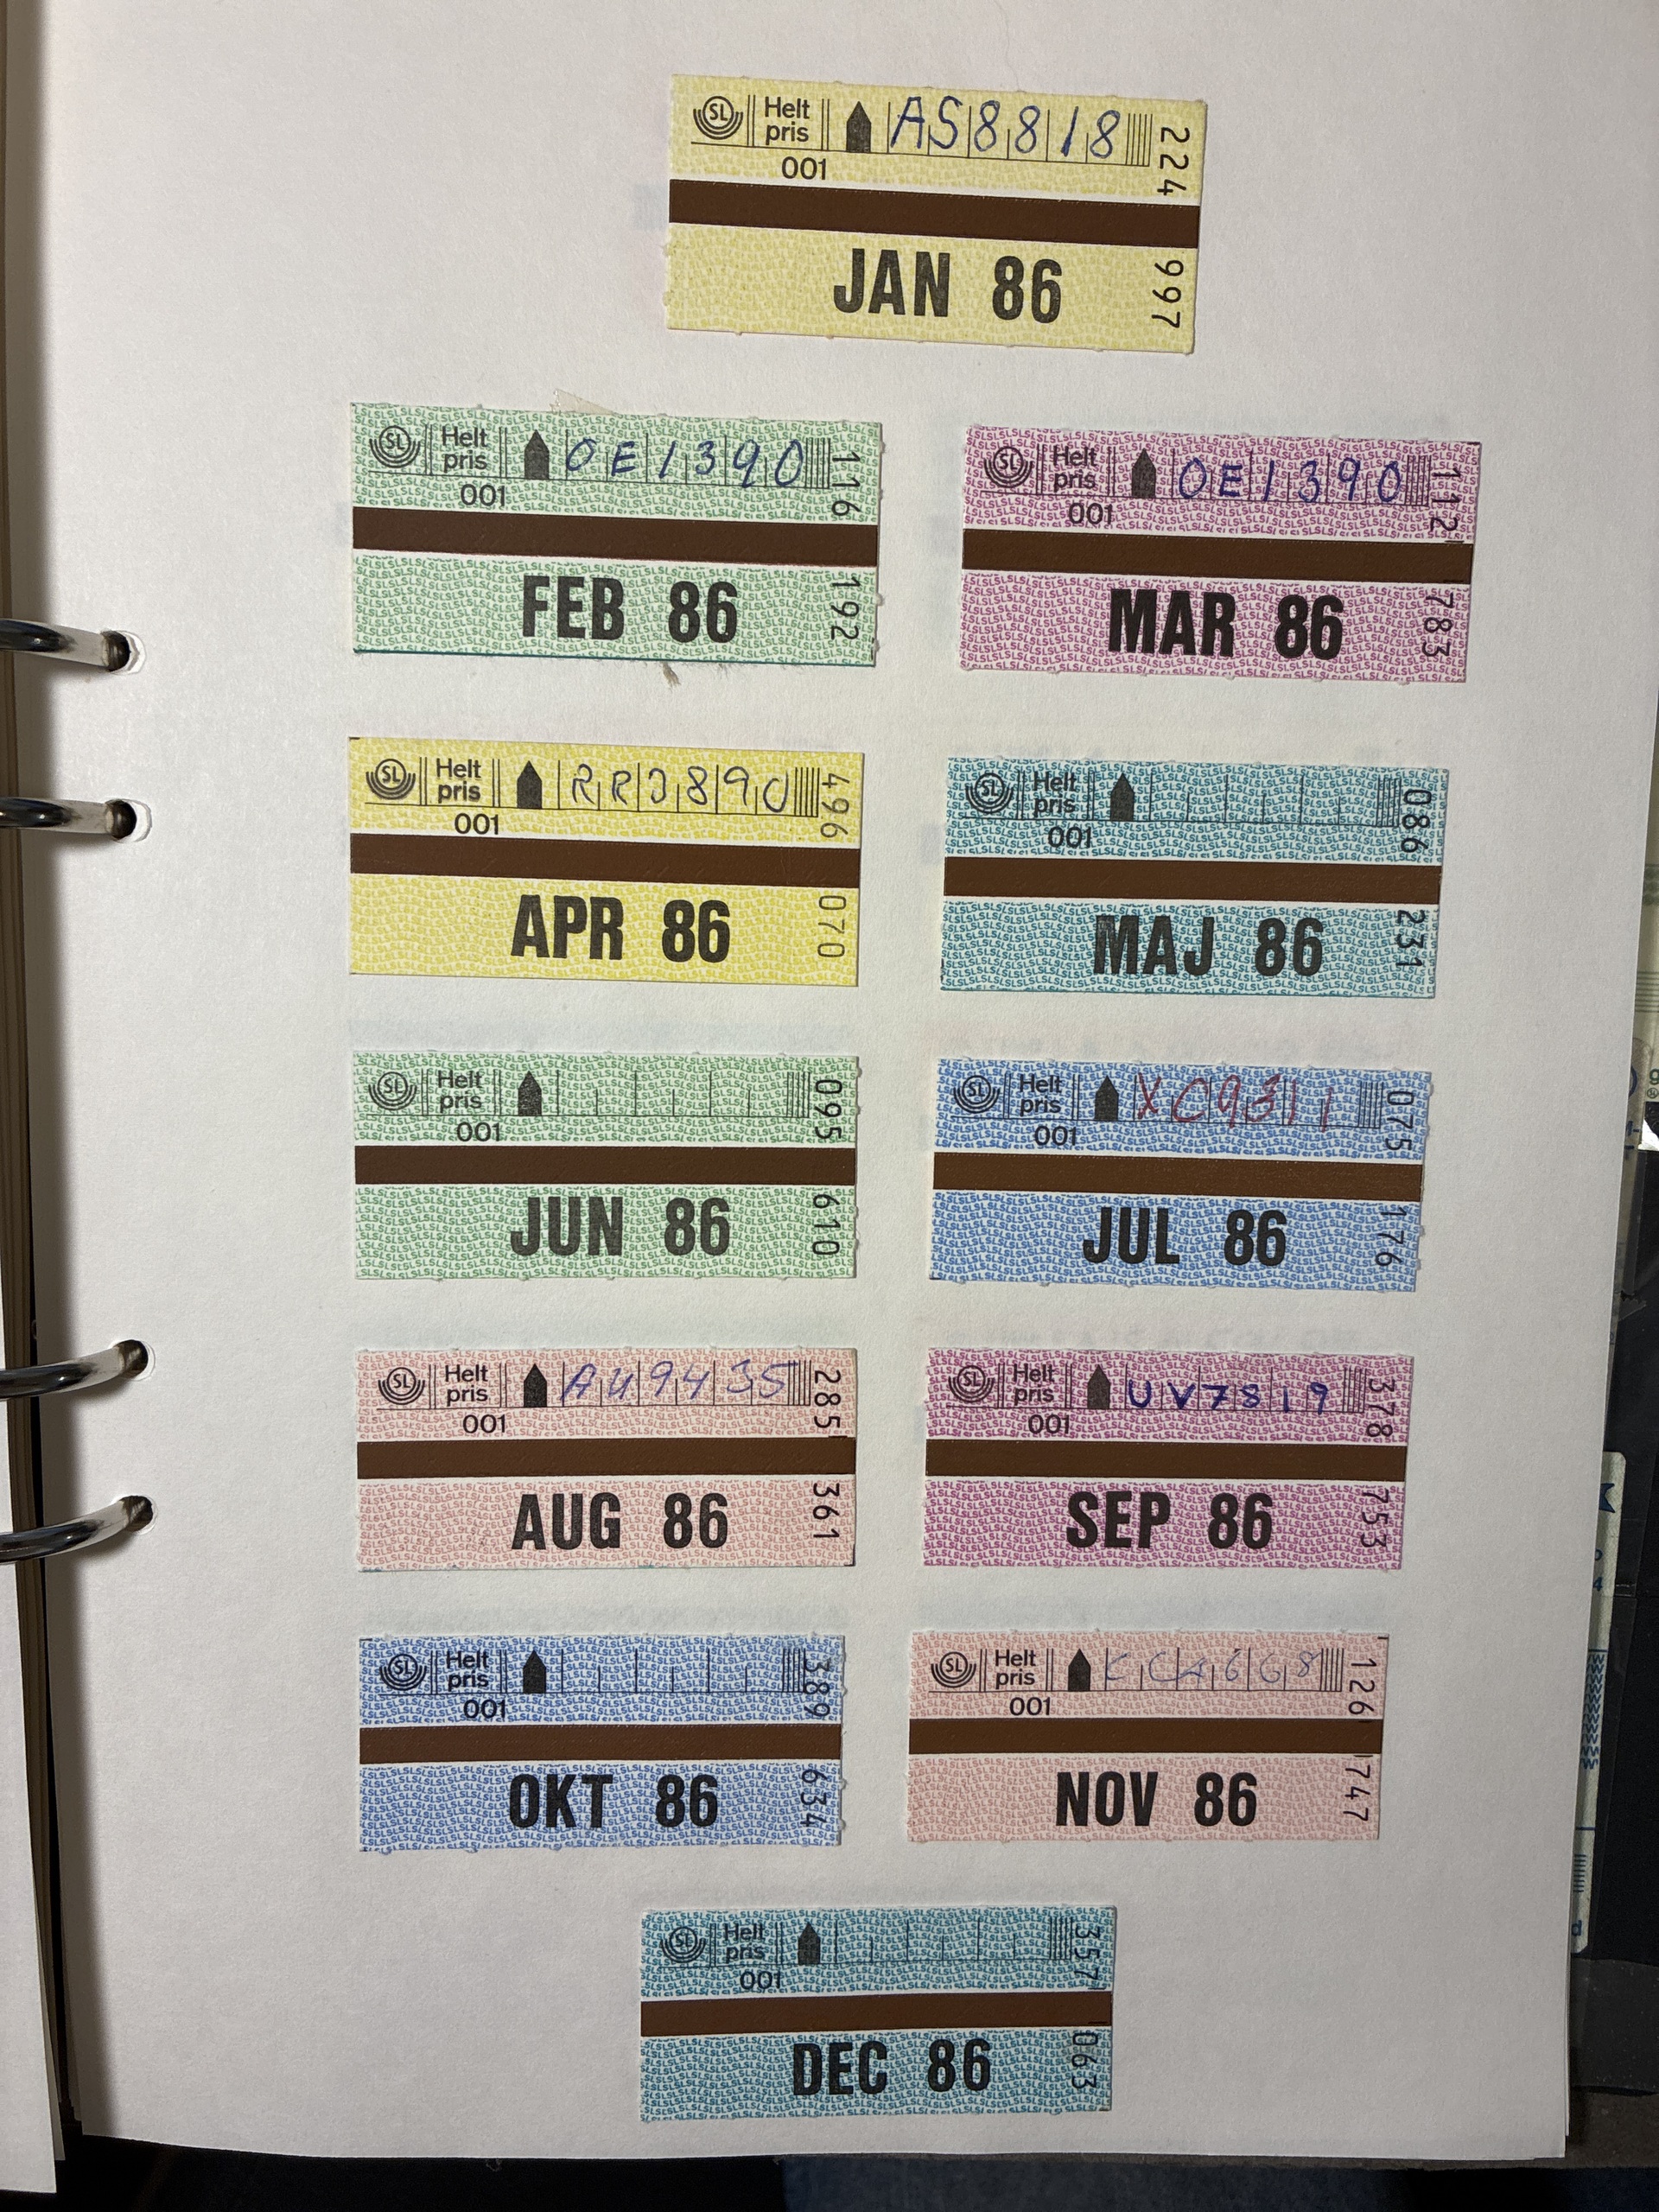 SL Helt pris AS8818
001
224 997
JAN 86
SL Helt pris OE1390
001
116 192
FEB 86
SL Helt pris OE1390
001
112 783
MAR 86
SL Helt pris
001
496 070
APR 86
SL Helt pris
001
086 231
MAJ 86
SL Helt pris
001
095 610
JUN 86
SL Helt pris XC9311
001
075 176
JUL 86
SL Helt pris AU9435
001
285 361
AUG 86
SL Helt pris UV7819
001
378 753
SEP 86
SL Helt pris
001
389 634
OKT 86
SL Helt pris
001
126 747
NOV 86
SL Helt pris
001
357 063
DEC 86